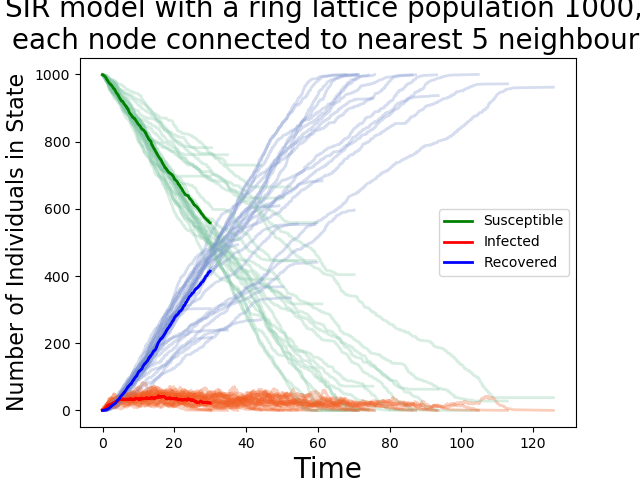 SIR model with a ring lattice population 1000,
each node connected to nearest 5 neighbour
Number of Individuals in State
1000
800
600
400
200
0
Susceptible
Infected
Recovered
0 20 40 60 80 100 120
Time